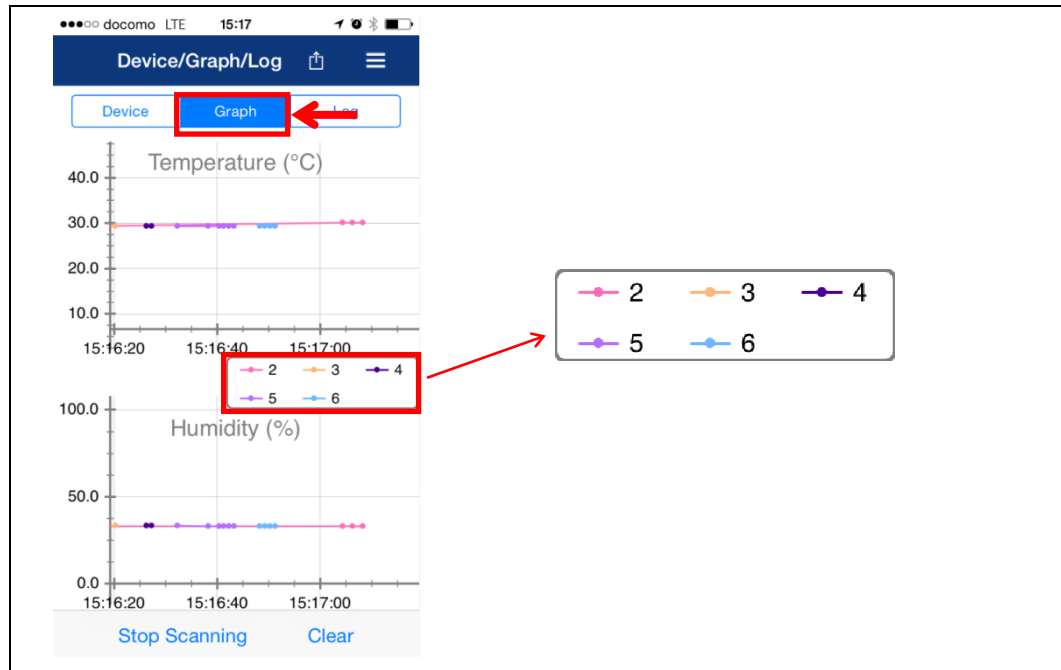 ●●●○○ docomo LTE 15:17
Device/Graph/Log
Device Graph Log
Temperature (°C)
40.0
30.0
20.0
10.0
15:16:20 15:16:40 15:17:00
2 3 4
5 6
2 3 4
5 6
100.0
Humidity (%)
50.0
0.0
15:16:20 15:16:40 15:17:00
Stop Scanning Clear